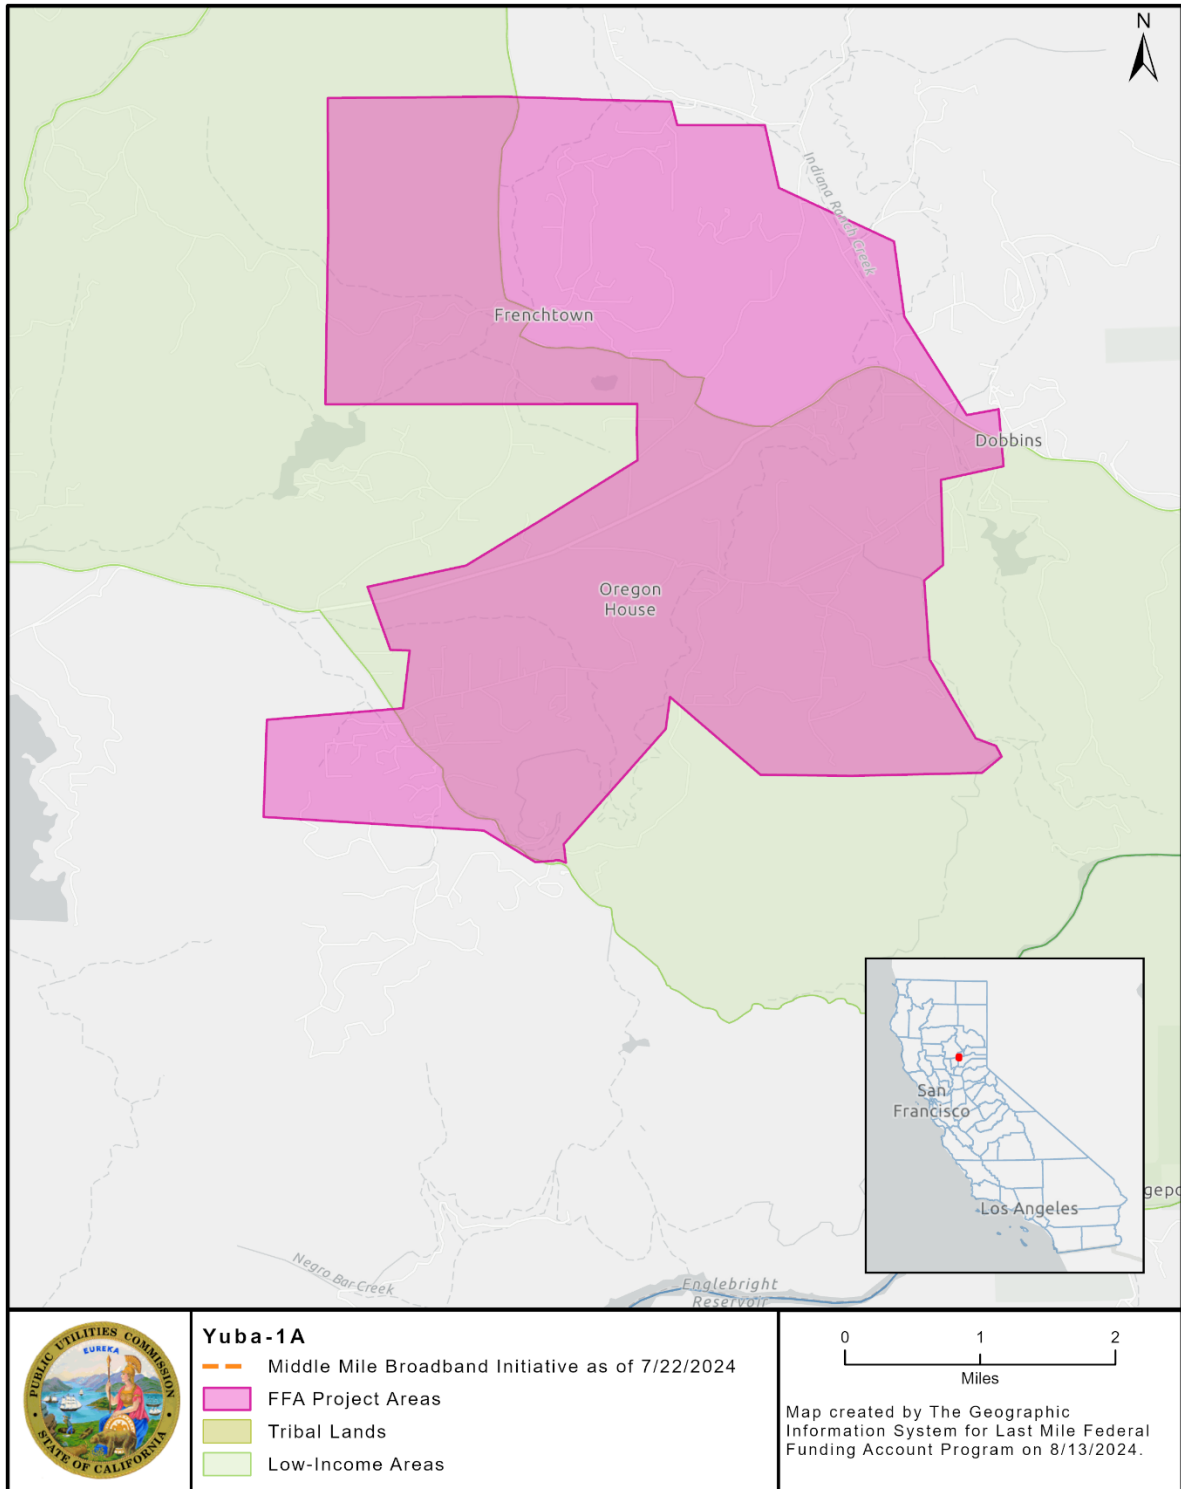 N
Indiana Ranch Creek
Frenchtown
Dobbins
Oregon
House
San
Francisco
Los Angeles
gepo
Negro Bar Creek
Englebright
Reservoir
PUBLIC UTILITIES COMMISSION
EUREKA
STATE OF CALIFORNIA
Yuba-1A
Middle Mile Broadband Initiative as of 7/22/2024
FFA Project Areas
Tribal Lands
Low-Income Areas
0 1 2
Miles
Map created by The Geographic
Information System for Last Mile Federal
Funding Account Program on 8/13/2024.